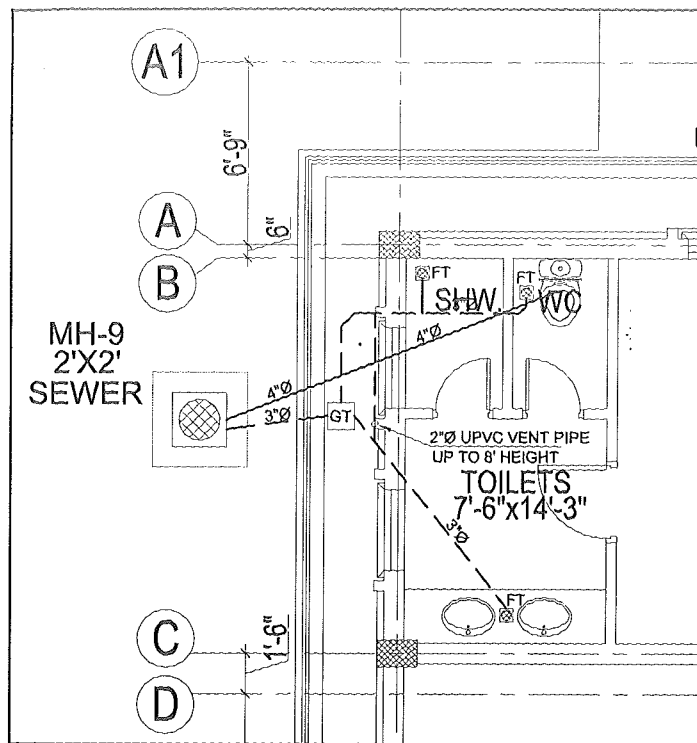 A1
6'-9"
A
6"
B
FT
FT
SHW.
WC
MH-9
2'X2'
SEWER
4"Ø
4"Ø
3"Ø
GT
2"Ø UPVC VENT PIPE
UP TO 8' HEIGHT
TOILETS
7'-6"x14'-3"
3"Ø
FT
C
1'-6"
D